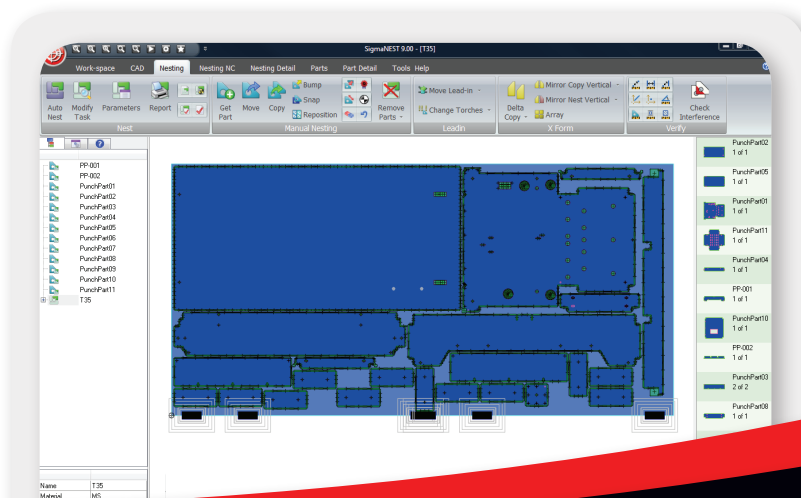 SigmaNEST 9.00 - [T35]
Work-space CAD Nesting Nesting NC Nesting Detail Parts Part Detail Tools Help
Auto Nest
Modify Task
Parameters
Report
Nest
Get Part
Move
Copy
Bump
Snap
Reposition
Remove Parts
Manual Nesting
Move Lead-in
Change Torches
Leadin
Delta Copy
Mirror Copy Vertical
Mirror Nest Vertical
Array
X Form
Check Interference
Verify
PP-001
PP-002
PunchPart01
PunchPart02
PunchPart03
PunchPart04
PunchPart05
PunchPart06
PunchPart07
PunchPart08
PunchPart09
PunchPart10
PunchPart11
T35
PunchPart02
1 of 1
PunchPart05
1 of 1
PunchPart01
1 of 1
PunchPart11
1 of 1
PunchPart04
1 of 1
PP-001
1 of 1
PunchPart10
1 of 1
PP-002
1 of 1
PunchPart03
2 of 2
PunchPart08
1 of 1
Name T35
Material MS